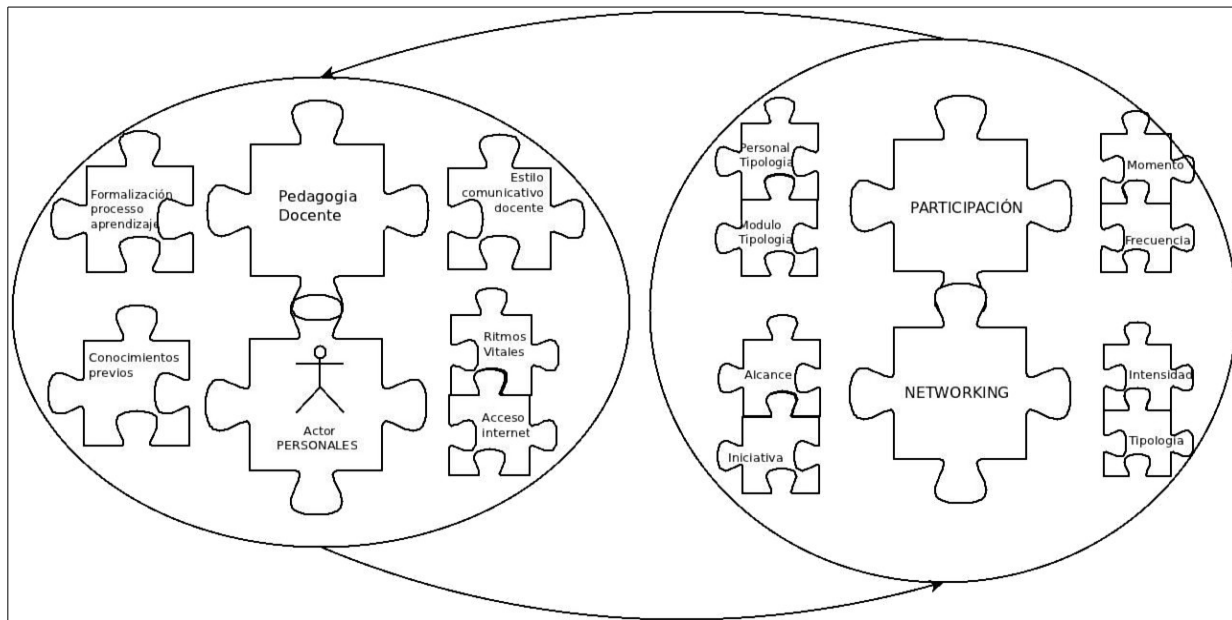 Formalización
processo
aprendizaje
Pedagogia
Docente
Estilo
comunicativo
docente
Conocimientos
previos
Actor
PERSONALES
Ritmos
Vitales
Acceso
internet
Personal
Tipologia
Modulo
Tipologia
PARTICIPACIÓN
Momento
Frecuencia
Alcance
Iniciativa
NETWORKING
Intensidad
Tipologia